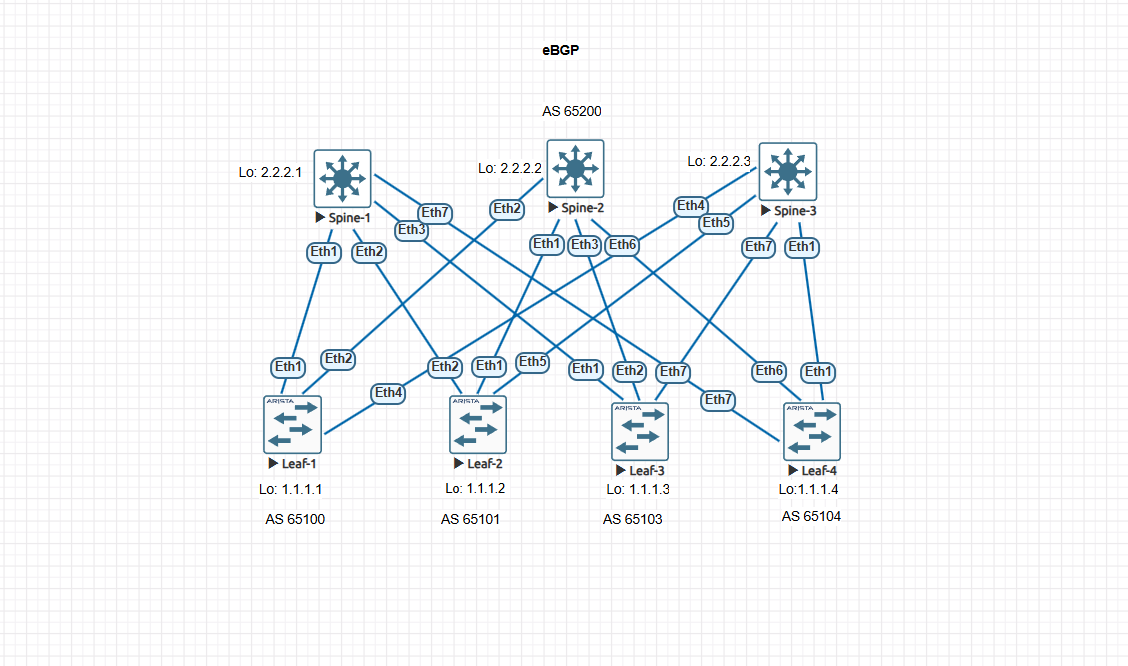 eBGP
AS 65200
Lo: 2.2.2.1
Lo: 2.2.2.2
Lo: 2.2.2.3
Spine-1
Spine-2
Spine-3
Eth7
Eth3
Eth2
Eth4
Eth5
Eth1
Eth2
Eth1
Eth3
Eth6
Eth7
Eth1
Eth1
Eth2
Eth2
Eth1
Eth5
Eth1
Eth2
Eth7
Eth6
Eth1
Eth4
Eth7
ARISTA
ARISTA
ARISTA
ARISTA
Leaf-1
Leaf-2
Leaf-3
Leaf-4
Lo: 1.1.1.1
Lo: 1.1.1.2
Lo: 1.1.1.3
Lo:1.1.1.4
AS 65100
AS 65101
AS 65103
AS 65104